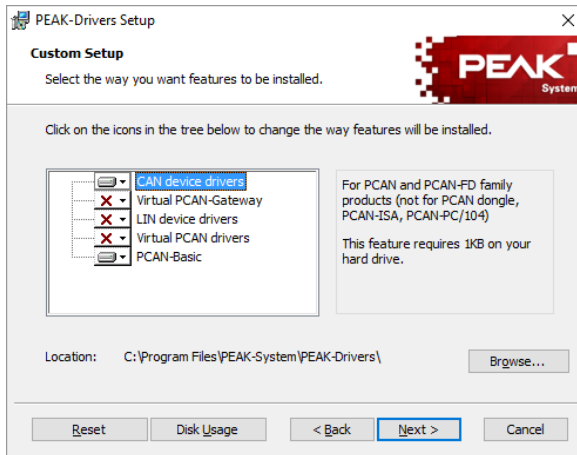 PEAK-Drivers Setup
Custom Setup
Select the way you want features to be installed.
PEAK
System
Click on the icons in the tree below to change the way features will be installed.
CAN device drivers
Virtual PCAN-Gateway
LIN device drivers
Virtual PCAN drivers
PCAN-Basic
For PCAN and PCAN-FD family
products (not for PCAN dongle,
PCAN-ISA, PCAN-PC/104)
This feature requires 1KB on your
hard drive.
Location: C:\Program Files\PEAK-System\PEAK-Drivers\
Browse...
Reset Disk Usage < Back Next > Cancel